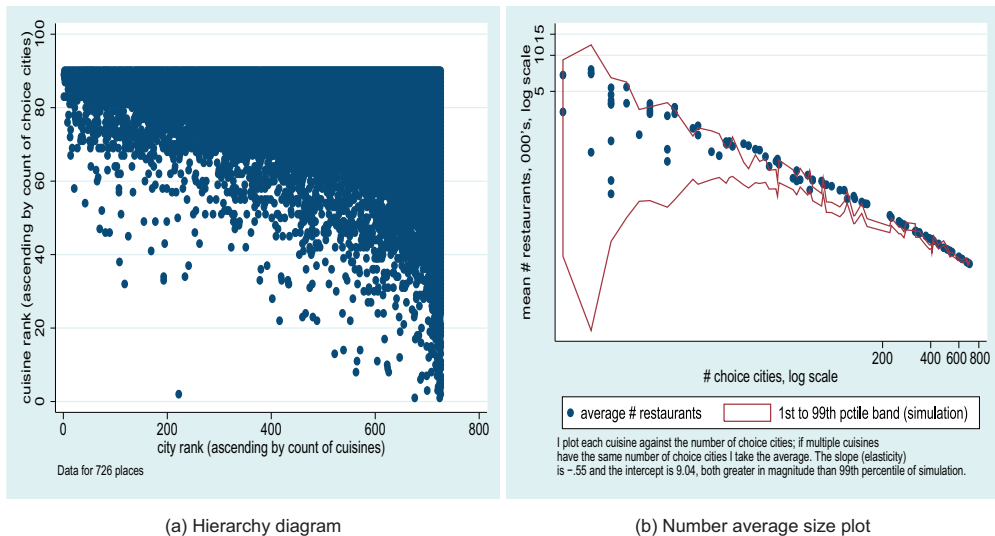 cuisine rank (ascending by count of choice cities)
100
80
60
40
20
0
0 200 400 600 800
city rank (ascending by count of cuisines)
Data for 726 places
(a) Hierarchy diagram
mean # restaurants, 000's, log scale
15
10
5
200 400 600 800
# choice cities, log scale
average # restaurants
1st to 99th pctile band (simulation)
I plot each cuisine against the number of choice cities; if multiple cuisines
have the same number of choice cities I take the average. The slope (elasticity)
is −.55 and the intercept is 9.04, both greater in magnitude than 99th percentile of simulation.
(b) Number average size plot